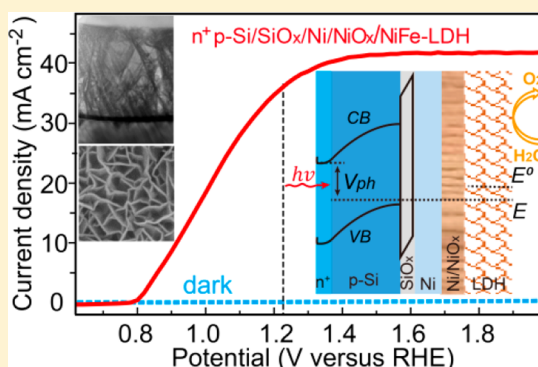 n⁺p-Si/SiOₓ/Ni/NiOₓ/NiFe-LDH
Current density (mA cm⁻²)
40
30
20
10
0
0.8
1.0
1.2
1.4
1.6
1.8
Potential (V versus RHE)
dark
hν
CB
Vph
VB
n⁺
p-Si
SiOₓ
Ni
Ni/NiOₓ
LDH
E⁰
E